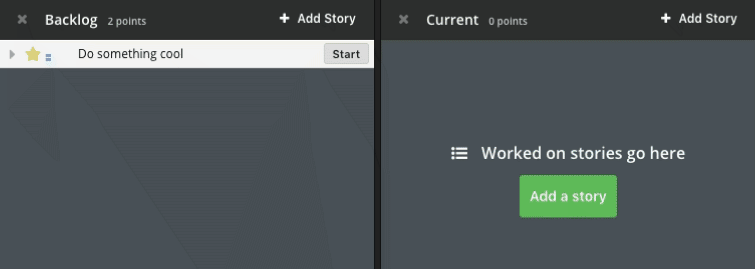 Backlog 2 points + Add Story
Do something cool Start
Current 0 points + Add Story
Worked on stories go here
Add a story